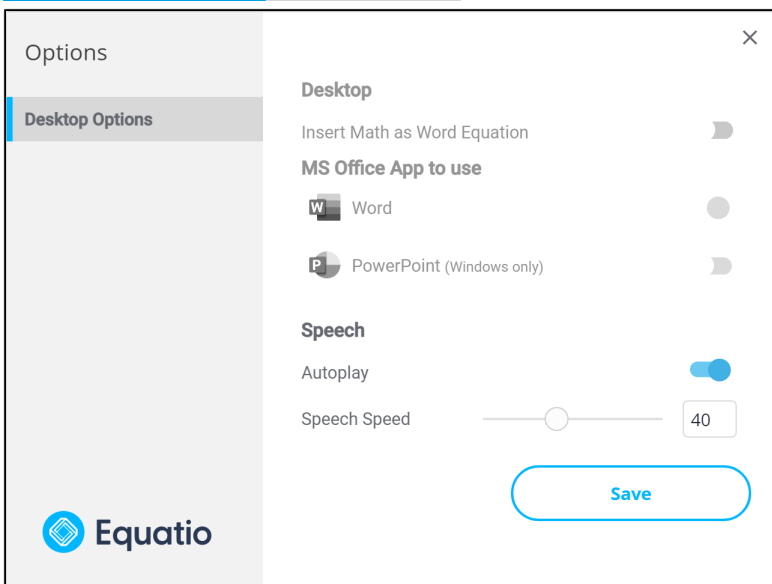 Options
Desktop Options
Desktop
Insert Math as Word Equation
MS Office App to use
W Word
P PowerPoint (Windows only)
Speech
Autoplay
Speech Speed 40
Save
Equatio